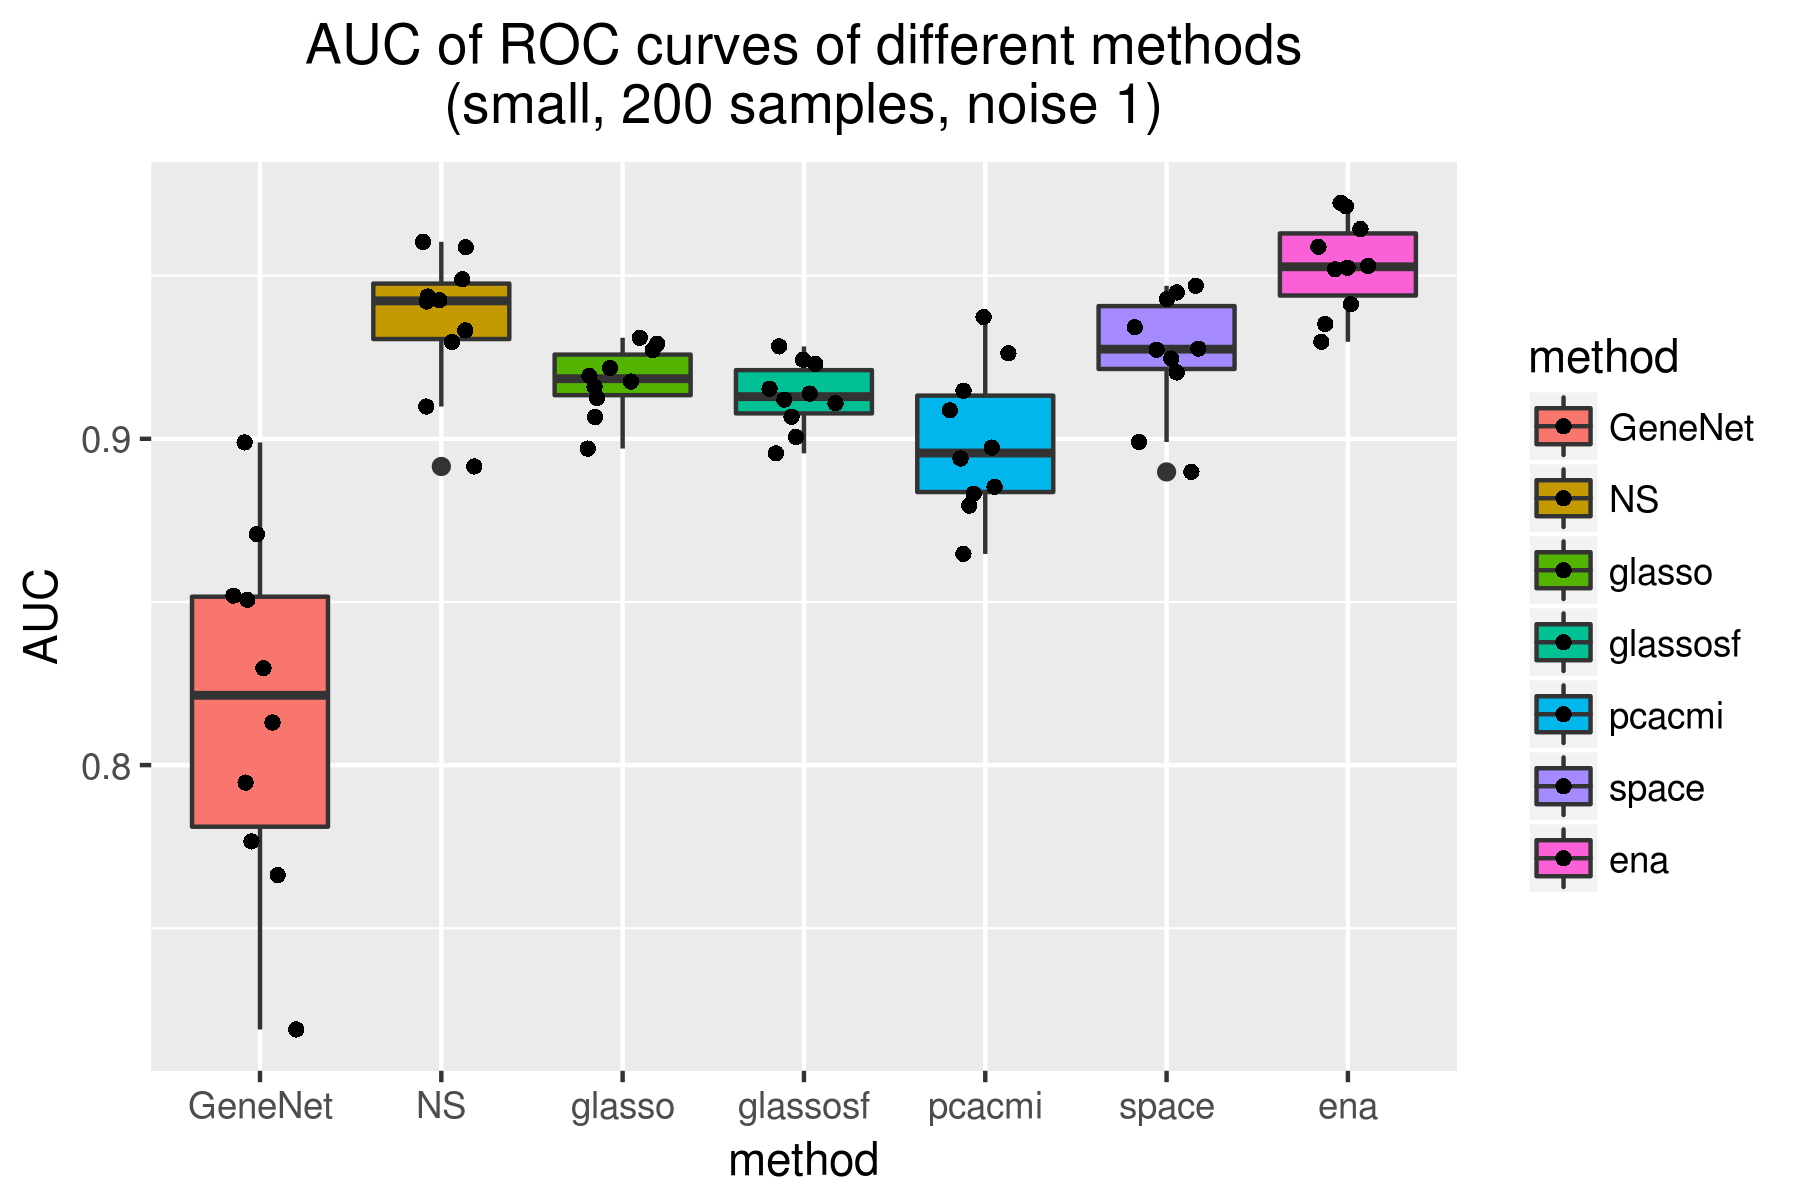 AUC of ROC curves of different methods
(small, 200 samples, noise 1)
AUC
0.9
0.8
GeneNet NS glasso glassosf pcacmi space ena
method
method
GeneNet
NS
glasso
glassosf
pcacmi
space
ena